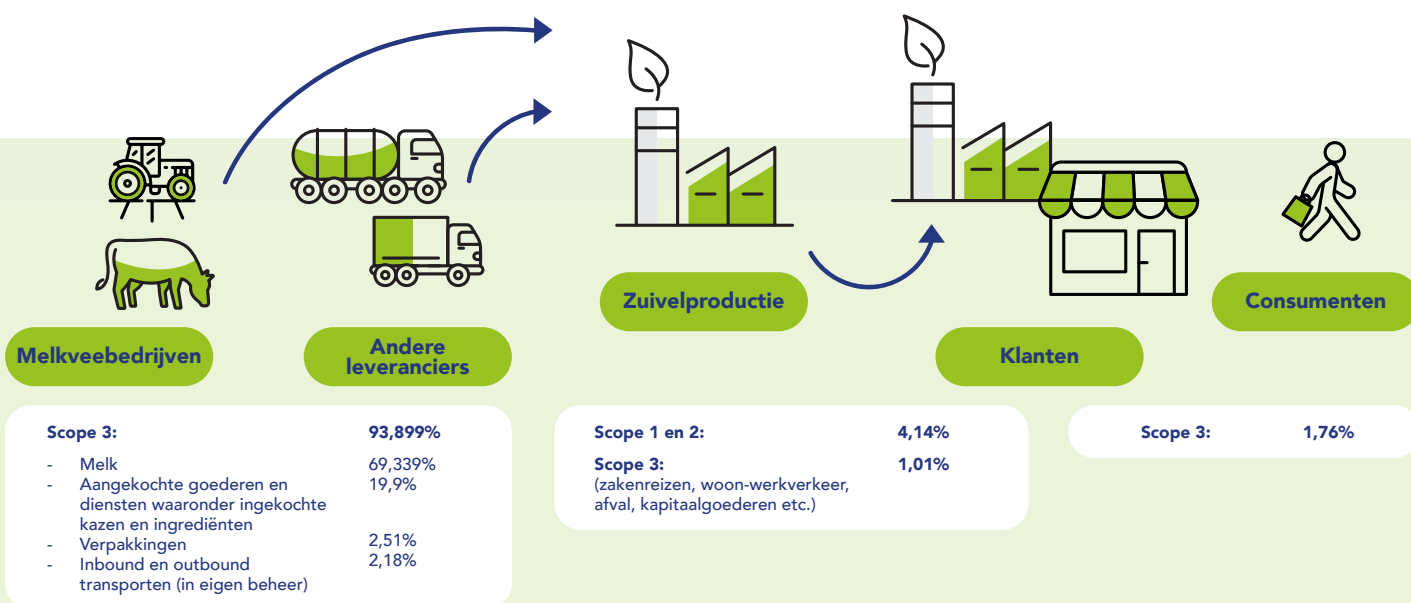 Zuivelproductie
Consumenten
Melkveebedrijven
Andere
leveranciers
Klanten
Scope 3: 93,899%
- Melk 69,339%
- Aangekochte goederen en 19,9%
diensten waaronder ingekochte
kazen en ingrediënten
- Verpakkingen 2,51%
- Inbound en outbound 2,18%
transporten (in eigen beheer)
Scope 1 en 2: 4,14%
Scope 3: 1,01%
(zakenreizen, woon-werkverkeer,
afval, kapitaalgoederen etc.)
Scope 3: 1,76%